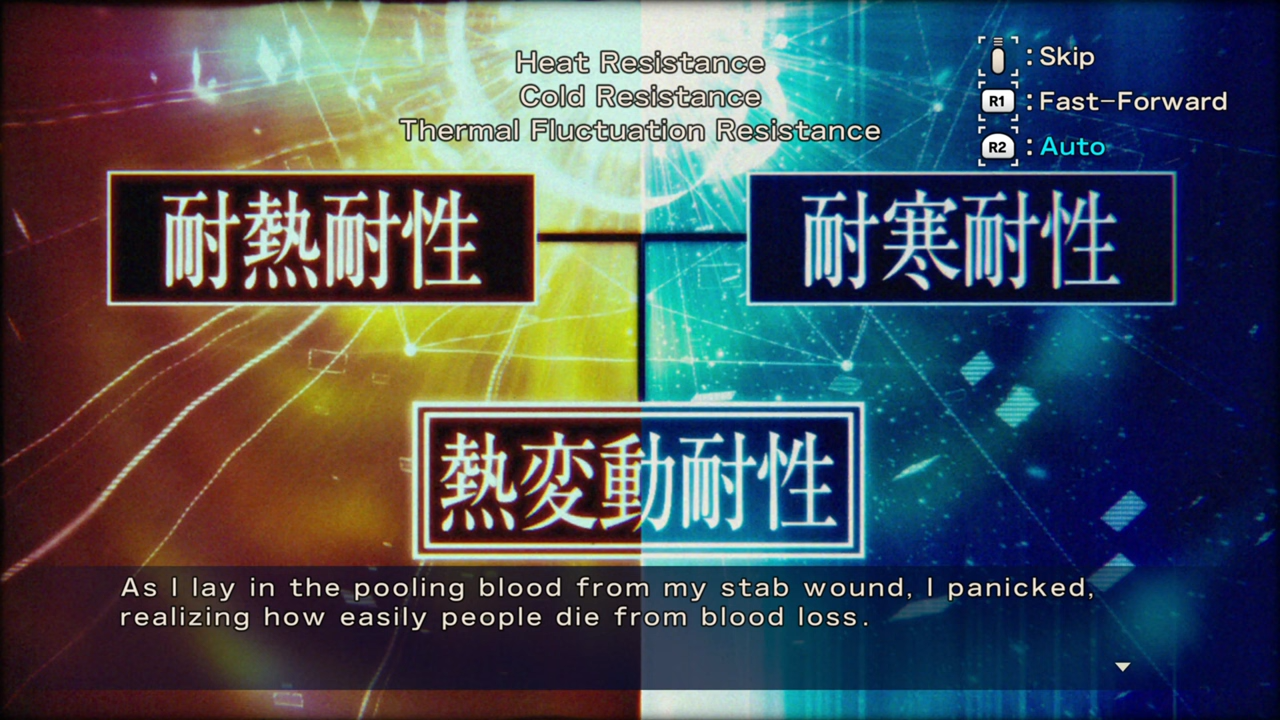 Heat Resistance
Cold Resistance
Thermal Fluctuation Resistance
: Skip
R1 : Fast-Forward
R2 : Auto
耐熱耐性
耐寒耐性
熱変動耐性
As I lay in the pooling blood from my stab wound, I panicked,
realizing how easily people die from blood loss.